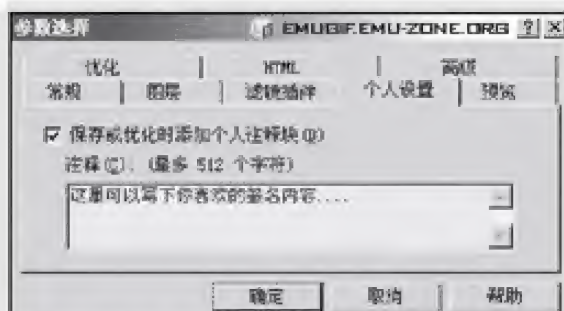 参数选择 EMUGIF.EMU-ZONE.ORG
优化 HTML 高级
常规 图层 滤镜插件 个人设置 预览
保存或优化时添加个人注释块(B)
注释(C): (最多 512 个字符)
这里可以写下你喜欢的签名内容....
确定 取消 帮助